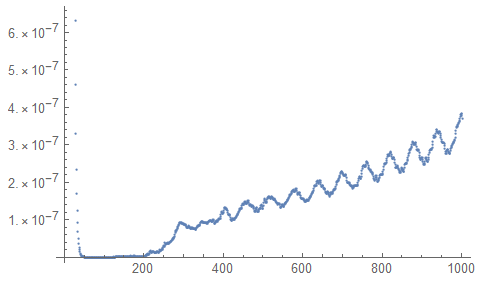 6. × 10⁻⁷
5. × 10⁻⁷
4. × 10⁻⁷
3. × 10⁻⁷
2. × 10⁻⁷
1. × 10⁻⁷
200 400 600 800 1000